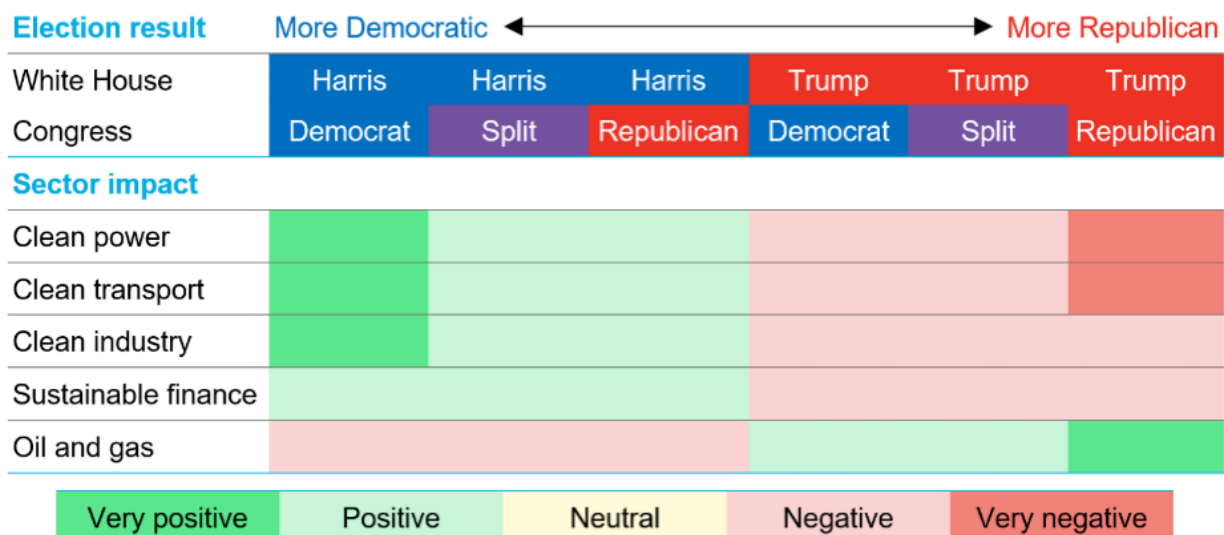 Election result More Democratic More Republican
White House Harris Harris Harris Trump Trump Trump
Congress Democrat Split Republican Democrat Split Republican
Sector impact
Clean power
Clean transport
Clean industry
Sustainable finance
Oil and gas
Very positive Positive Neutral Negative Very negative